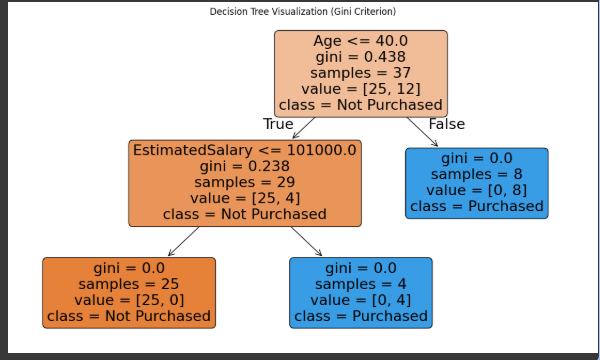 Decision Tree Visualization (Gini Criterion)
Age <= 40.0
gini = 0.438
samples = 37
value = [25, 12]
class = Not Purchased
True
False
EstimatedSalary <= 101000.0
gini = 0.238
samples = 29
value = [25, 4]
class = Not Purchased
gini = 0.0
samples = 8
value = [0, 8]
class = Purchased
gini = 0.0
samples = 25
value = [25, 0]
class = Not Purchased
gini = 0.0
samples = 4
value = [0, 4]
class = Purchased